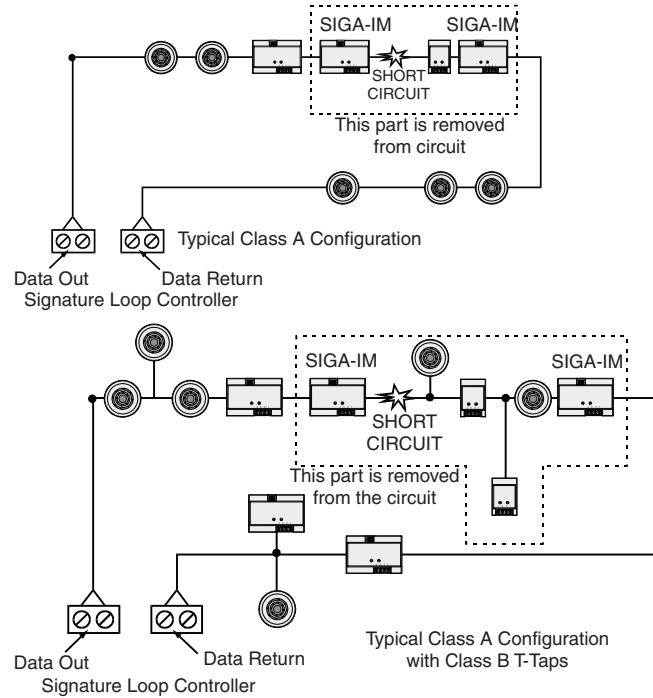 SIGA-IM
SIGA-IM
SHORT
CIRCUIT
This part is removed
from circuit
Typical Class A Configuration
Data Out
Data Return
Signature Loop Controller
SIGA-IM
SIGA-IM
SHORT
CIRCUIT
This part is removed
from the circuit
Typical Class A Configuration
with Class B T-Taps
Data Out
Data Return
Signature Loop Controller